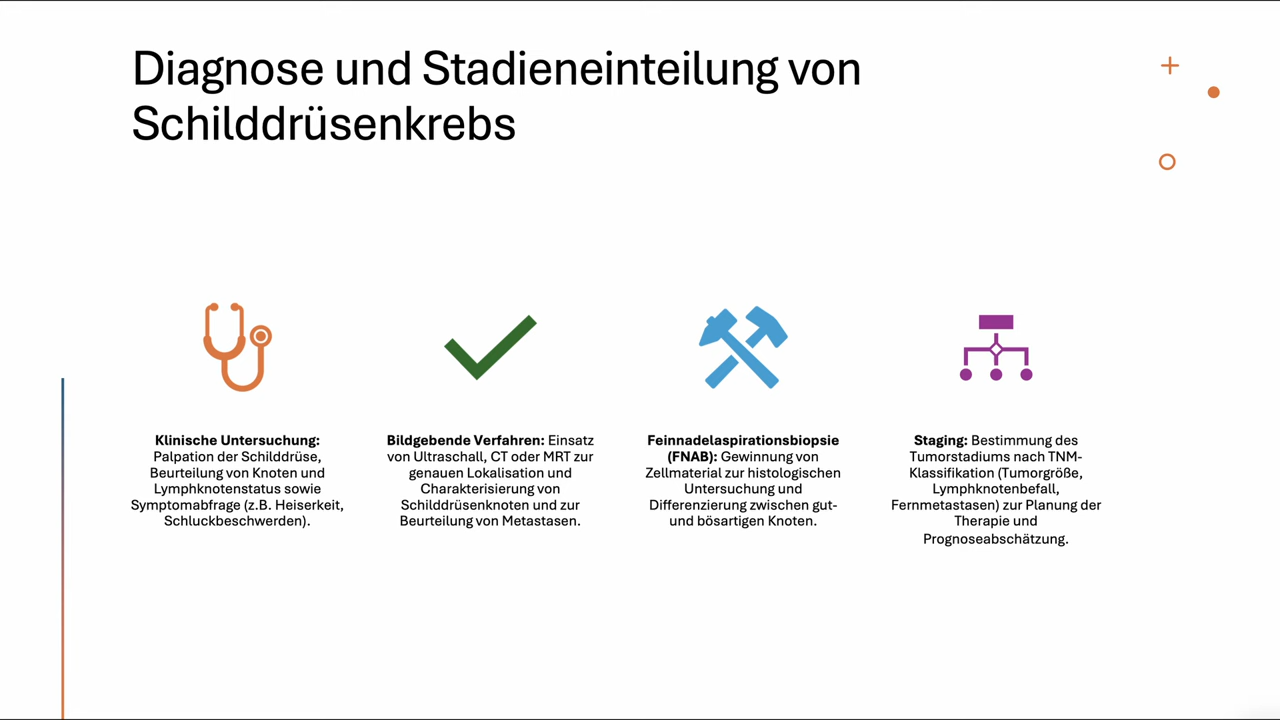 Diagnose und Stadieneinteilung von
Schilddrüsenkrebs
Klinische Untersuchung:
Palpation der Schilddrüse,
Beurteilung von Knoten und
Lymphknotenstatus sowie
Symptomabfrage (z.B. Heiserkeit,
Schluckbeschwerden).
Bildgebende Verfahren: Einsatz
von Ultraschall, CT oder MRT zur
genauen Lokalisation und
Charakterisierung von
Schilddrüsenknoten und zur
Beurteilung von Metastasen.
Feinnadelaspirationsbiopsie
(FNAB): Gewinnung von
Zellmaterial zur histologischen
Untersuchung und
Differenzierung zwischen gut-
und bösartigen Knoten.
Staging: Bestimmung des
Tumorstadiums nach TNM-
Klassifikation (Tumorgröße,
Lymphknotenbefall,
Fernmetastasen) zur Planung der
Therapie und
Prognoseabschätzung.